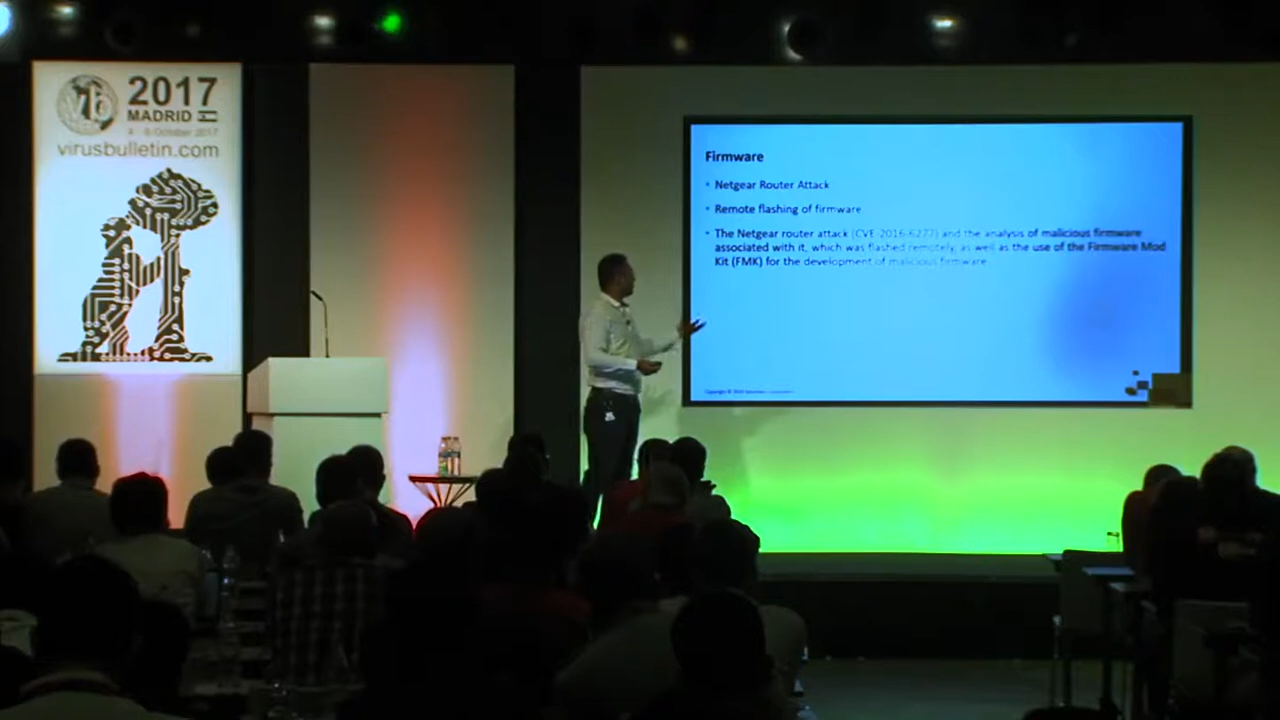 vb
2017
MADRID
4 - 6 October 2017
virusbulletin.com
Firmware
• Netgear Router Attack
• Remote flashing of firmware
• The Netgear router attack (CVE-2016-6277) and the analysis of malicious firmware
associated with it, which was flashed remotely, as well as the use of the Firmware Mod
Kit (FMK) for the development of malicious firmware